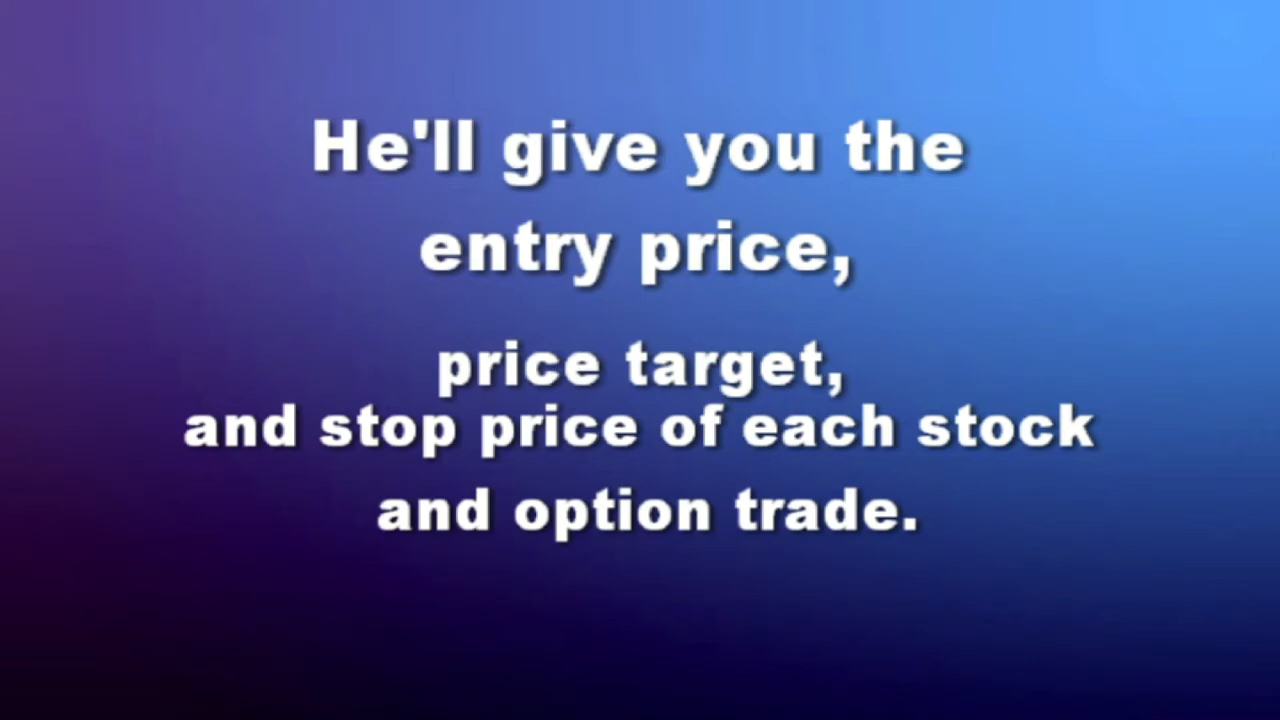 He'll give you the
entry price,
price target,
and stop price of each stock
and option trade.